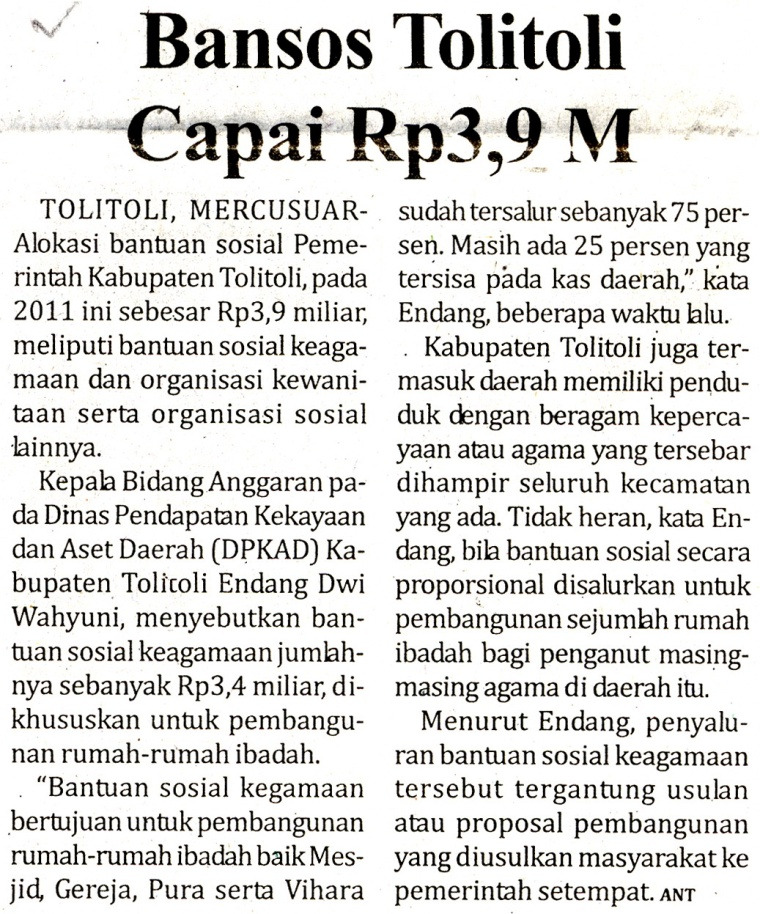 Bansos Tolitoli
Capai Rp3,9 M
TOLITOLI, MERCUSUAR-
Alokasi bantuan sosial Peme-
rintah Kabupaten Tolitoli, pada
2011 ini sebesar Rp3,9 miliar,
meliputi bantuan sosial keaga-
maan dan organisasi kewani-
taan serta organisasi sosial
lainnya.
Kepala Bidang Anggaran pa-
da Dinas Pendapatan Kekayaan
dan Aset Daerah (DPKAD) Ka-
bupaten Tolitoli Endang Dwi
Wahyuni, menyebutkan ban-
tuan sosial keagamaan jumlah-
nya sebanyak Rp3,4 miliar, di-
khususkan untuk pembangu-
nan rumah-rumah ibadah.
“Bantuan sosial kegamaan
bertujuan untuk pembangunan
rumah-rumah ibadah baik Mes-
jid, Gereja, Pura serta Vihara
sudah tersalur sebanyak 75 per-
sen. Masih ada 25 persen yang
tersisa pada kas daerah,” kata
Endang, beberapa waktu lalu.
Kabupaten Tolitoli juga ter-
masuk daerah memiliki pendu-
duk dengan beragam keperca-
yaan atau agama yang tersebar
dihampir seluruh kecamatan
yang ada. Tidak heran, kata En-
dang, bila bantuan sosial secara
proporsional disalurkan untuk
pembangunan sejumlah rumah
ibadah bagi penganut masing-
masing agama di daerah itu.
Menurut Endang, penyalu-
ran bantuan sosial keagamaan
tersebut tergantung usulan
atau proposal pembangunan
yang diusulkan masyarakat ke
pemerintah setempat. ANT